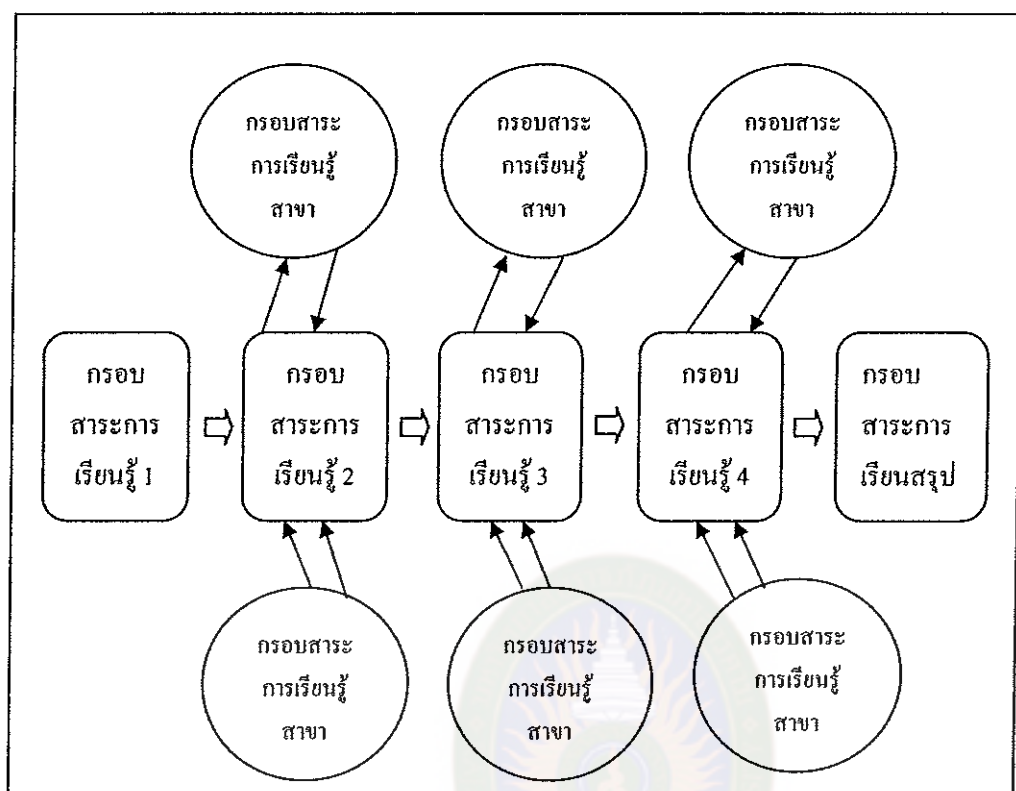 กรอบสาระ
การเรียนรู้
สาขา
กรอบสาระ
การเรียนรู้
สาขา
กรอบสาระ
การเรียนรู้
สาขา
กรอบ
สาระการ
เรียนรู้ 1
กรอบ
สาระการ
เรียนรู้ 2
กรอบ
สาระการ
เรียนรู้ 3
กรอบ
สาระการ
เรียนรู้ 4
กรอบ
สาระการ
เรียนสรุป
กรอบสาระ
การเรียนรู้
สาขา
กรอบสาระ
การเรียนรู้
สาขา
กรอบสาระ
การเรียนรู้
สาขา